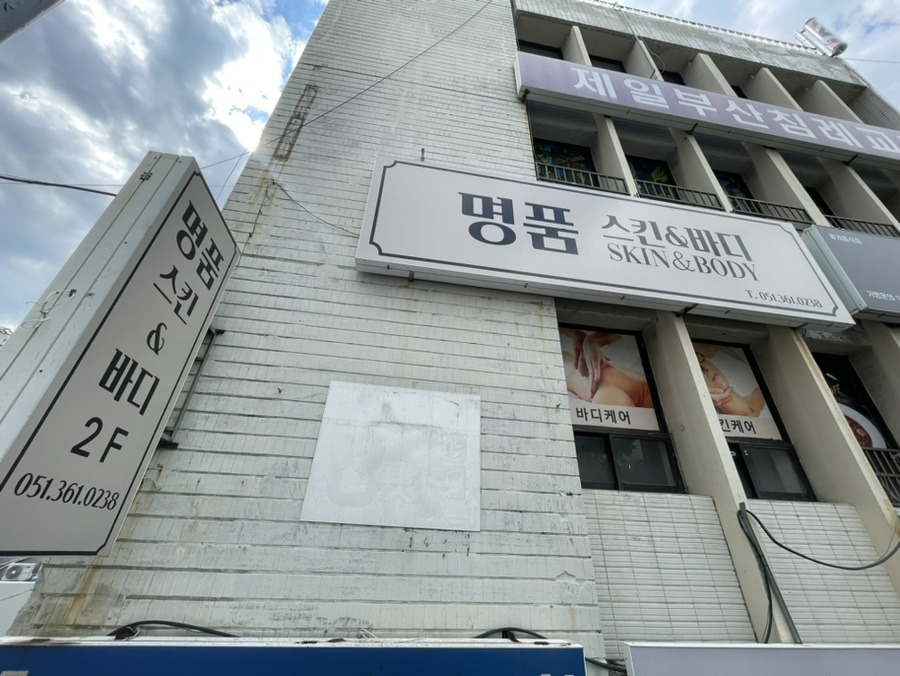 제일부산침례교
명품 스킨&바디
SKIN&BODY
T. 051.361.0238
명품
스킨
&
바디
2F
051.361.0238
바디케어
킨케어